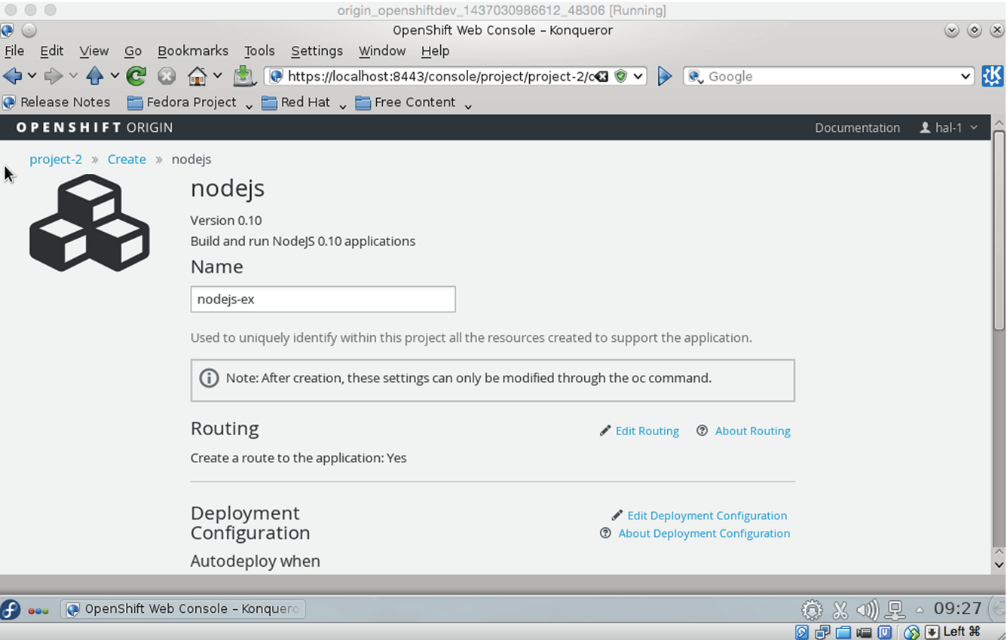 origin_openshiftdev_1437030986612_48306 [Running]
OpenShift Web Console – Konqueror
File Edit View Go Bookmarks Tools Settings Window Help
https://localhost:8443/console/project/project-2/c Google
Release Notes Fedora Project Red Hat Free Content
OPENSHIFT ORIGIN Documentation hal-1
project-2 » Create » nodejs
nodejs
Version 0.10
Build and run NodeJS 0.10 applications
Name
nodejs-ex
Used to uniquely identify within this project all the resources created to support the application.
Note: After creation, these settings can only be modified through the oc command.
Routing Edit Routing About Routing
Create a route to the application: Yes
Deployment Configuration
Edit Deployment Configuration
About Deployment Configuration
Autodeploy when
OpenShift Web Console – Konquero 09:27
Left ⌘